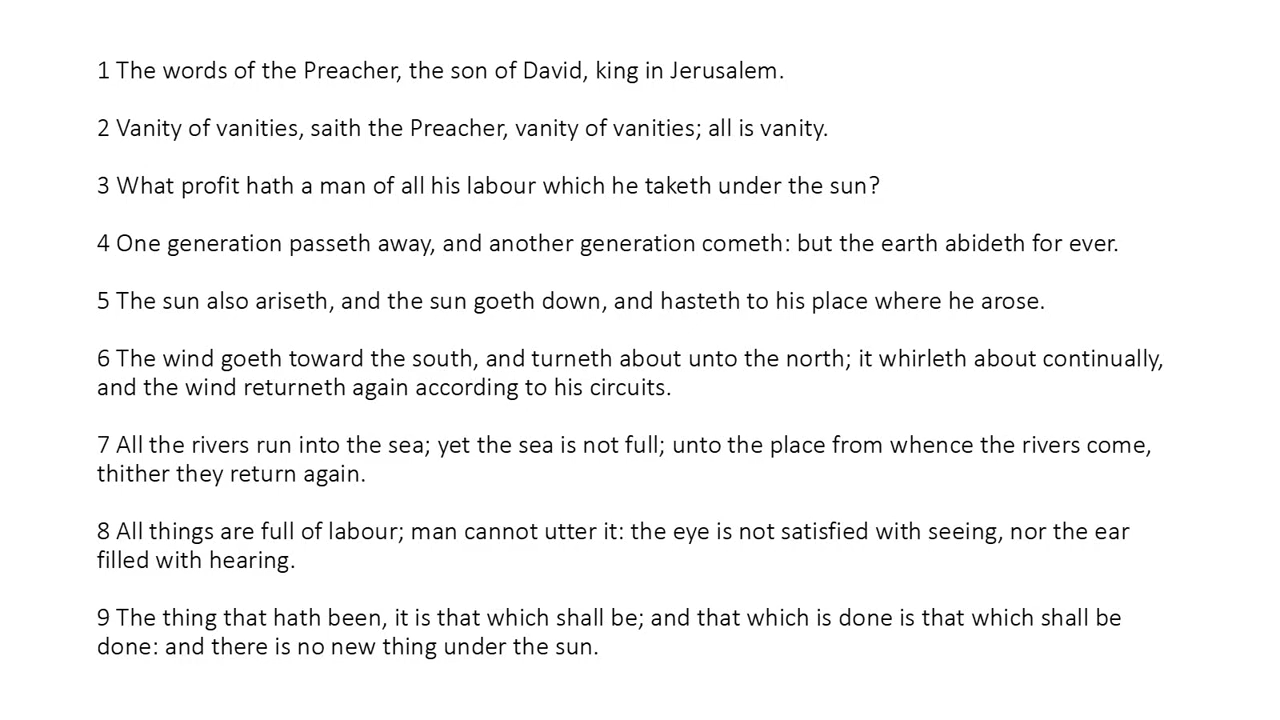 1 The words of the Preacher, the son of David, king in Jerusalem.
2 Vanity of vanities, saith the Preacher, vanity of vanities; all is vanity.
3 What profit hath a man of all his labour which he taketh under the sun?
4 One generation passeth away, and another generation cometh: but the earth abideth for ever.
5 The sun also ariseth, and the sun goeth down, and hasteth to his place where he arose.
6 The wind goeth toward the south, and turneth about unto the north; it whirleth about continually,
and the wind returneth again according to his circuits.
7 All the rivers run into the sea; yet the sea is not full; unto the place from whence the rivers come,
thither they return again.
8 All things are full of labour; man cannot utter it: the eye is not satisfied with seeing, nor the ear
filled with hearing.
9 The thing that hath been, it is that which shall be; and that which is done is that which shall be
done: and there is no new thing under the sun.